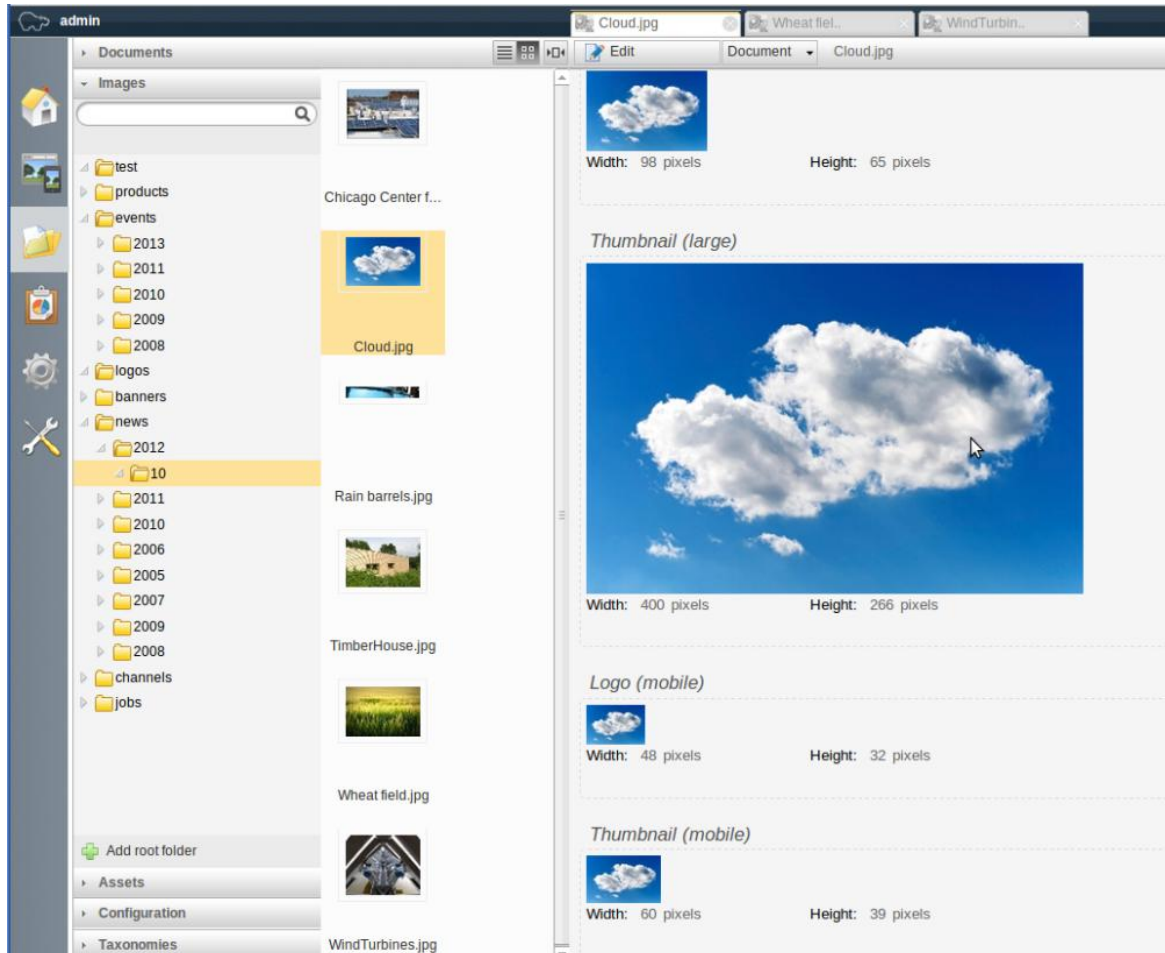 admin
Cloud.jpg
Wheat fiel..
WindTurbin..
Documents
Edit
Document
Cloud.jpg
Images
test
products
events
2013
2011
2010
2009
2008
logos
banners
news
2012
10
2011
2010
2006
2005
2007
2009
2008
channels
jobs
Add root folder
Assets
Configuration
Taxonomies
Chicago Center f...
Cloud.jpg
Rain barrels.jpg
TimberHouse.jpg
Wheat field.jpg
WindTurbines.jpg
Width: 98 pixels Height: 65 pixels
Thumbnail (large)
Width: 400 pixels Height: 266 pixels
Logo (mobile)
Width: 48 pixels Height: 32 pixels
Thumbnail (mobile)
Width: 60 pixels Height: 39 pixels